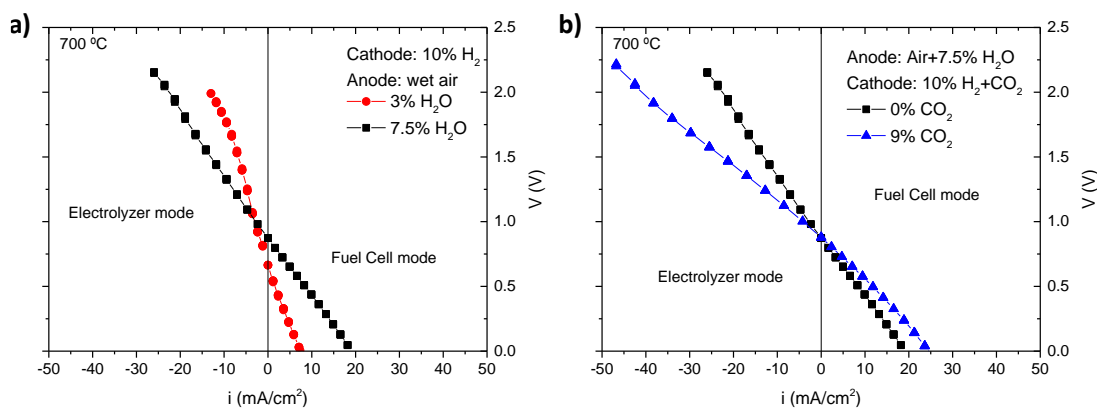 a)
700 ºC
Cathode: 10% H2
Anode: wet air
3% H2O
7.5% H2O
Electrolyzer mode
Fuel Cell mode
2.5
2.0
1.5
1.0
0.5
0.0
V (V)
-50 -40 -30 -20 -10 0 10 20 30 40 50
i (mA/cm2)
b)
700 ºC
Anode: Air+7.5% H2O
Cathode: 10% H2+CO2
0% CO2
9% CO2
Fuel Cell mode
Electrolyzer mode
2.5
2.0
1.5
1.0
0.5
0.0
V (V)
-50 -40 -30 -20 -10 0 10 20 30 40 50
i (mA/cm2)